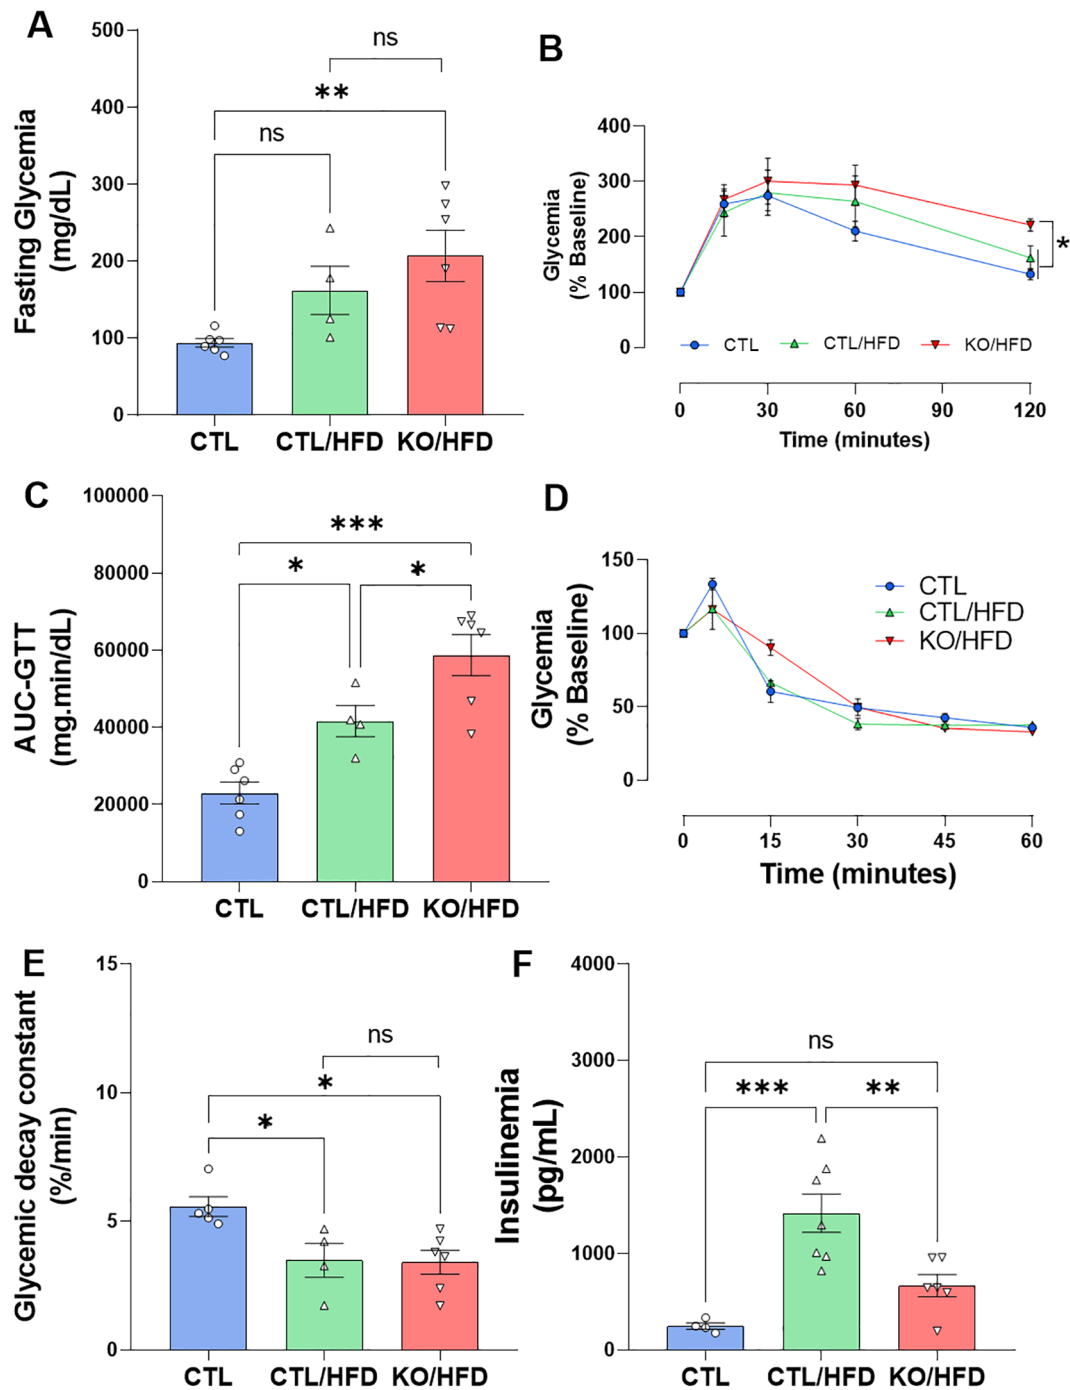 A
500
400
300
200
100
0
Fasting Glycemia
(mg/dL)
ns
**
ns
CTL
CTL/HFD
KO/HFD
B
400
300
200
100
0
Glycemia
(% Baseline)
*
CTL
CTL/HFD
KO/HFD
0
30
60
90
120
Time (minutes)
C
100000
80000
60000
40000
20000
0
AUC-GTT
(mg.min/dL)
***
*
*
CTL
CTL/HFD
KO/HFD
D
150
100
50
0
Glycemia
(% Baseline)
CTL
CTL/HFD
KO/HFD
0
15
30
45
60
Time (minutes)
E
15
10
5
0
Glycemic decay constant
(%/min)
ns
*
*
CTL
CTL/HFD
KO/HFD
F
4000
3000
2000
1000
0
Insulinemia
(pg/mL)
ns
***
**
CTL
CTL/HFD
KO/HFD